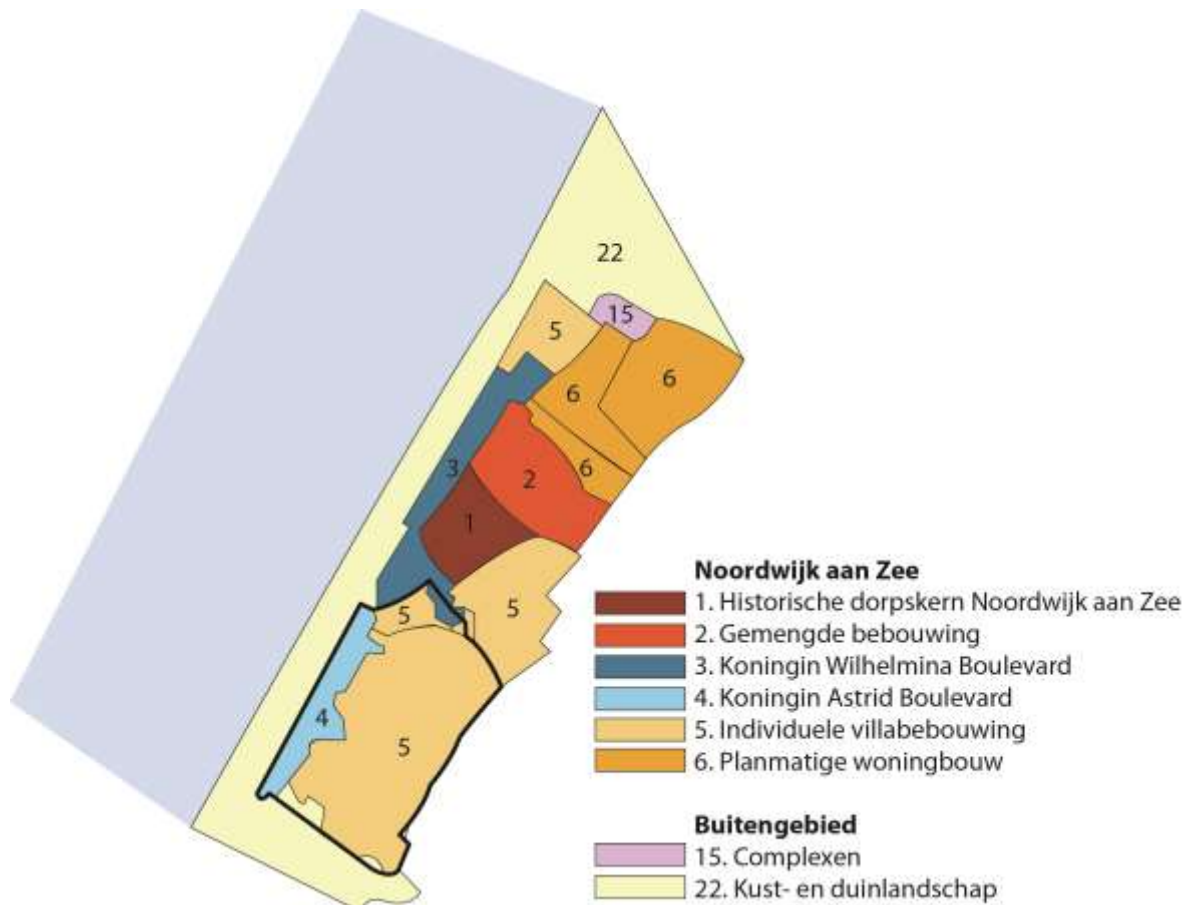 22
15
5
6
6
3
2
6
1
5
5
4
5
Noordwijk aan Zee
1. Historische dorpskern Noordwijk aan Zee
2. Gemengde bebouwing
3. Koningin Wilhelmina Boulevard
4. Koningin Astrid Boulevard
5. Individuele villabebouwing
6. Planmatige woningbouw
Buitengebied
15. Complexen
22. Kust- en duinlandschap